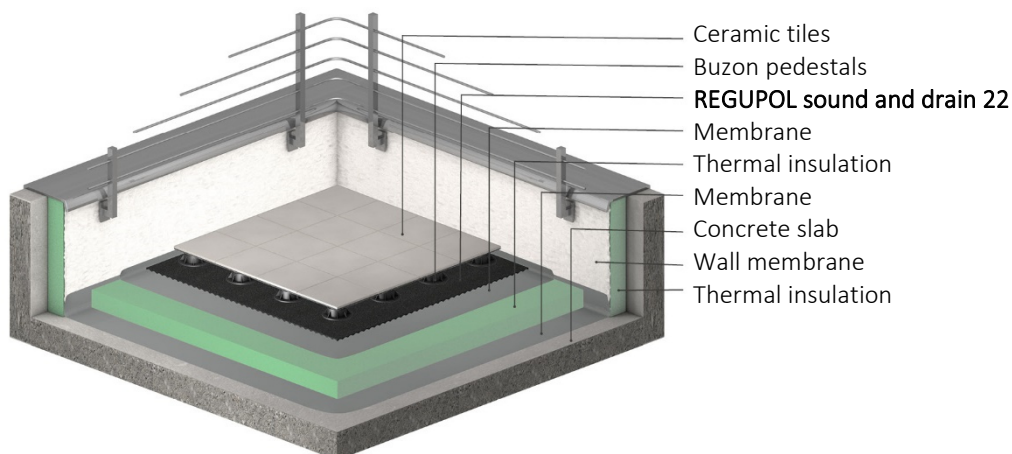 Ceramic tiles
Buzon pedestals
REGUPOL sound and drain 22
Membrane
Thermal insulation
Membrane
Concrete slab
Wall membrane
Thermal insulation